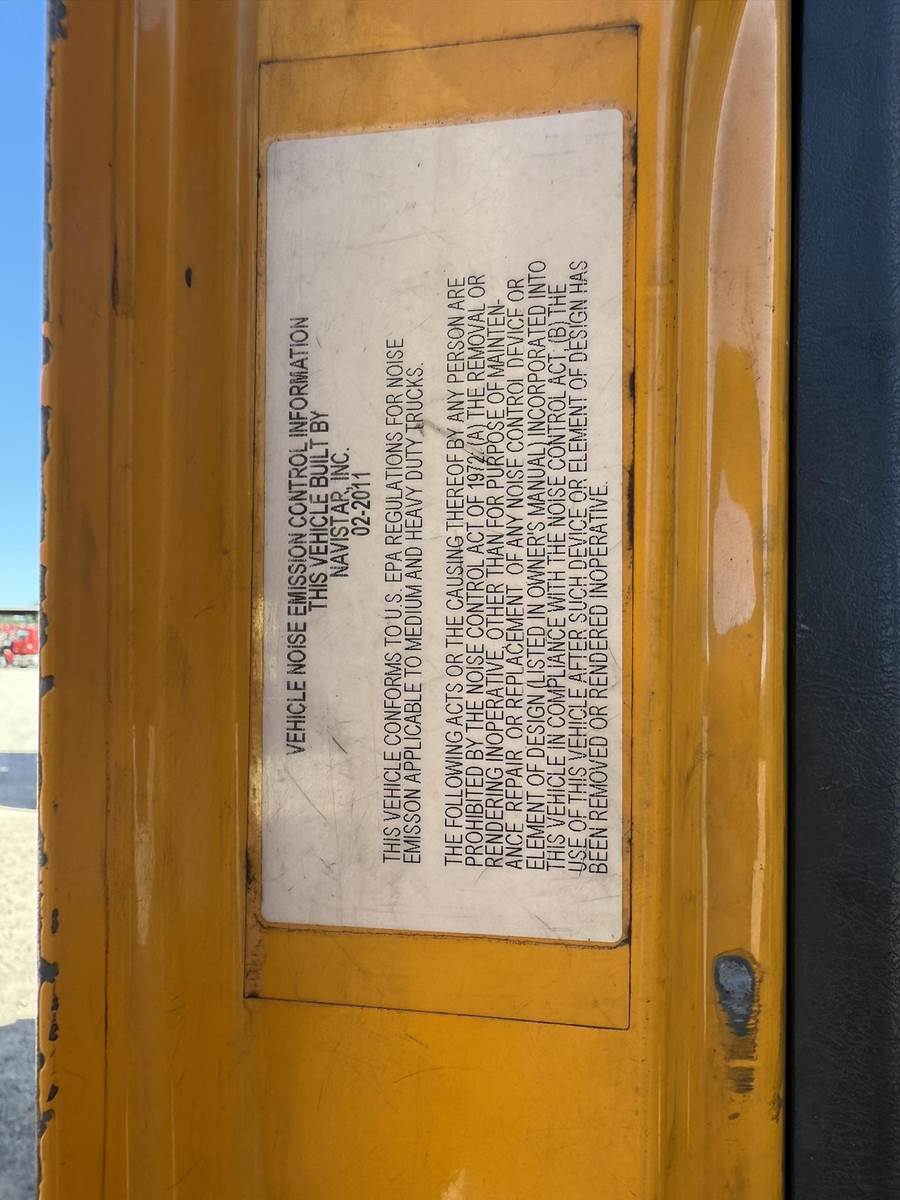 VEHICLE NOISE EMISSION CONTROL INFORMATION
THIS VEHICLE BUILT BY
NAVISTAR, INC.
02-2011
THIS VEHICLE CONFORMS TO U.S. EPA REGULATIONS FOR NOISE
EMISSON APPLICABLE TO MEDIUM AND HEAVY DUTY TRUCKS.
THE FOLLOWING ACTS OR THE CAUSING THEREOF BY ANY PERSON ARE
PROHIBITED BY THE NOISE CONTROL ACT OF 1972 (A) THE REMOVAL OR
RENDERING INOPERATIVE, OTHER THAN FOR PURPOSE OF MAINTEN-
ANCE, REPAIR OR REPLACEMENT OF ANY NOISE CONTROL DEVICE OR
ELEMENT OF DESIGN (LISTED IN OWNER'S MANUAL) INCORPORATED INTO
THIS VEHICLE IN COMPLIANCE WITH THE NOISE CONTROL ACT, (B) THE
USE OF THIS VEHICLE AFTER SUCH DEVICE OR ELEMENT OF DESIGN HAS
BEEN REMOVED OR RENDERED INOPERATIVE.